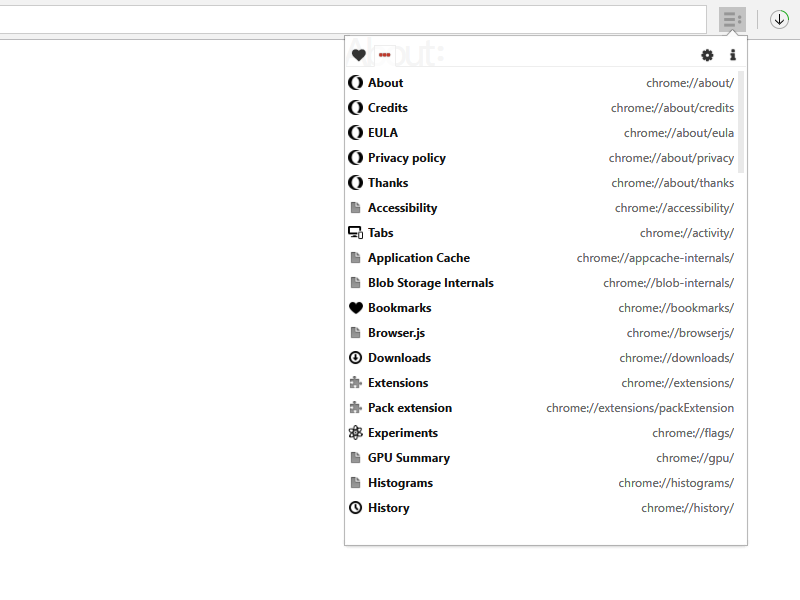 About:
About chrome://about/
Credits chrome://about/credits
EULA chrome://about/eula
Privacy policy chrome://about/privacy
Thanks chrome://about/thanks
Accessibility chrome://accessibility/
Tabs chrome://activity/
Application Cache chrome://appcache-internals/
Blob Storage Internals chrome://blob-internals/
Bookmarks chrome://bookmarks/
Browser.js chrome://browserjs/
Downloads chrome://downloads/
Extensions chrome://extensions/
Pack extension chrome://extensions/packExtension
Experiments chrome://flags/
GPU Summary chrome://gpu/
Histograms chrome://histograms/
History chrome://history/